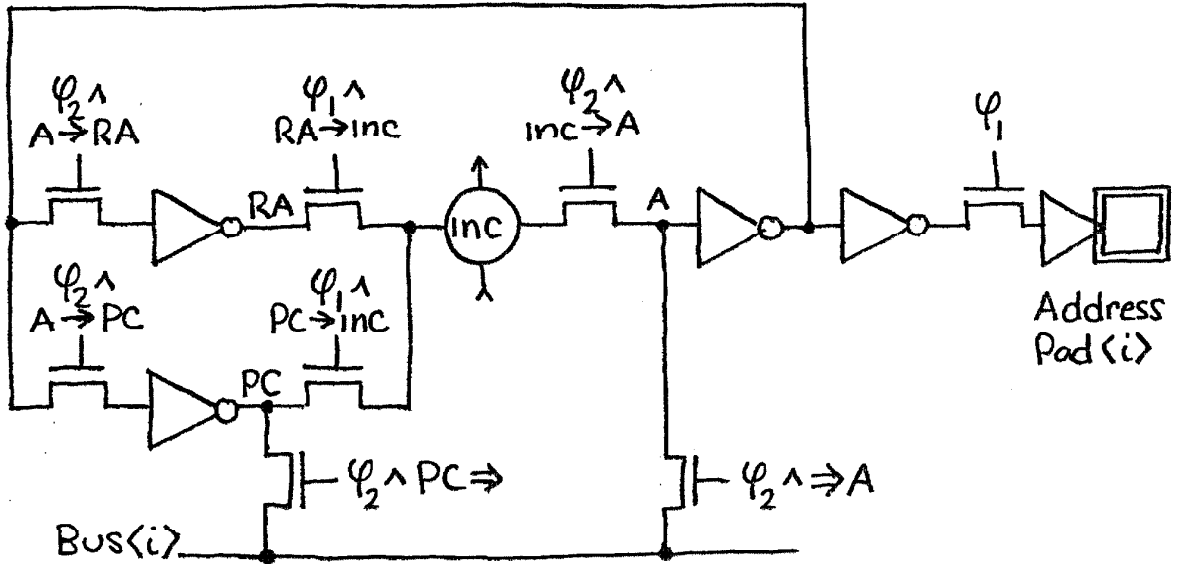 φ₂ ∧
A→RA
φ₁ ∧
RA→inc
φ₂ ∧
inc→A
φ₁
RA
inc
A
φ₂ ∧
A→PC
φ₁ ∧
PC→inc
Address
Pad⟨i⟩
PC
φ₂ ∧ PC⇒
φ₂ ∧ ⇒A
Bus⟨i⟩